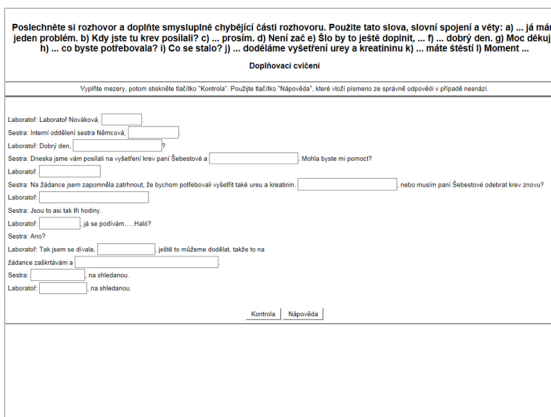 Poslechněte si rozhovor a doplňte smysluplně chybějící části rozhovoru. Použite tato slova, slovní spojení a věty: a) ... já mám
jeden problém. b) Kdy jste tu krev posílali? c) ... prosím. d) Není zač e) Šlo by to ještě doplnit, ... f) ... dobrý den. g) Moc děkuji
h) ... co byste potřebovala? i) Co se stalo? j) ... doděláme vyšetření urey a kreatininu k) ... máte štěstí l) Moment ...
Doplňovací cvičení
Vyplňte mezery, potom stiskněte tlačítko "Kontrola". Použijte tlačítko "Nápověda", které vloží písmeno ze správně odpovědi v případě nesnází.
Laboratoř: Laboratoř Nováková, .
Sestra: Interní oddělení sestra Němcová, .
Laboratoř: Dobrý den, ?
Sestra: Dneska jsme vám posílali na vyšetření krev paní Šebestové a . Mohla byste mi pomoct?
Laboratoř:
Sestra: Na žádance jsem zapomněla zatrhnout, že bychom potřebovali vyšetřit také ureu a kreatinin. , nebo musím paní Šebestové odebrat krev znovu?
Laboratoř:
Sestra: Jsou to asi tak tři hodiny.
Laboratoř: , já se podívám.....Haló?
Sestra: Ano?
Laboratoř: Tak jsem se dívala, , ještě to můžeme dodělat, takže to na
žádance zaškrtávám a .
Sestra: , na shledanou.
Laboratoř: , na shledanou.
Kontrola Nápověda